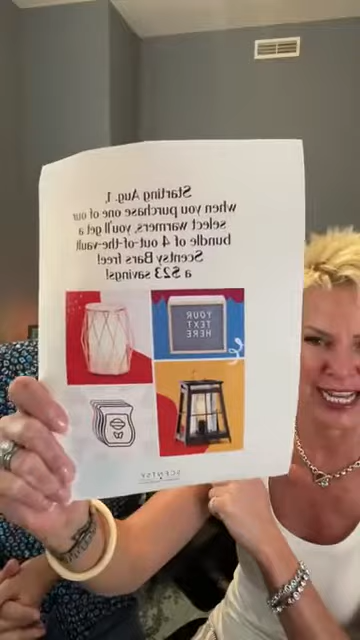 Starting Aug. 1,
when you purchase one of our
select warmers, you'll get a
bundle of 4 out-of-the-vault
Scentsy Bars free!
a $23 savings!
YOUR
TEXT
HERE
SCENTSY